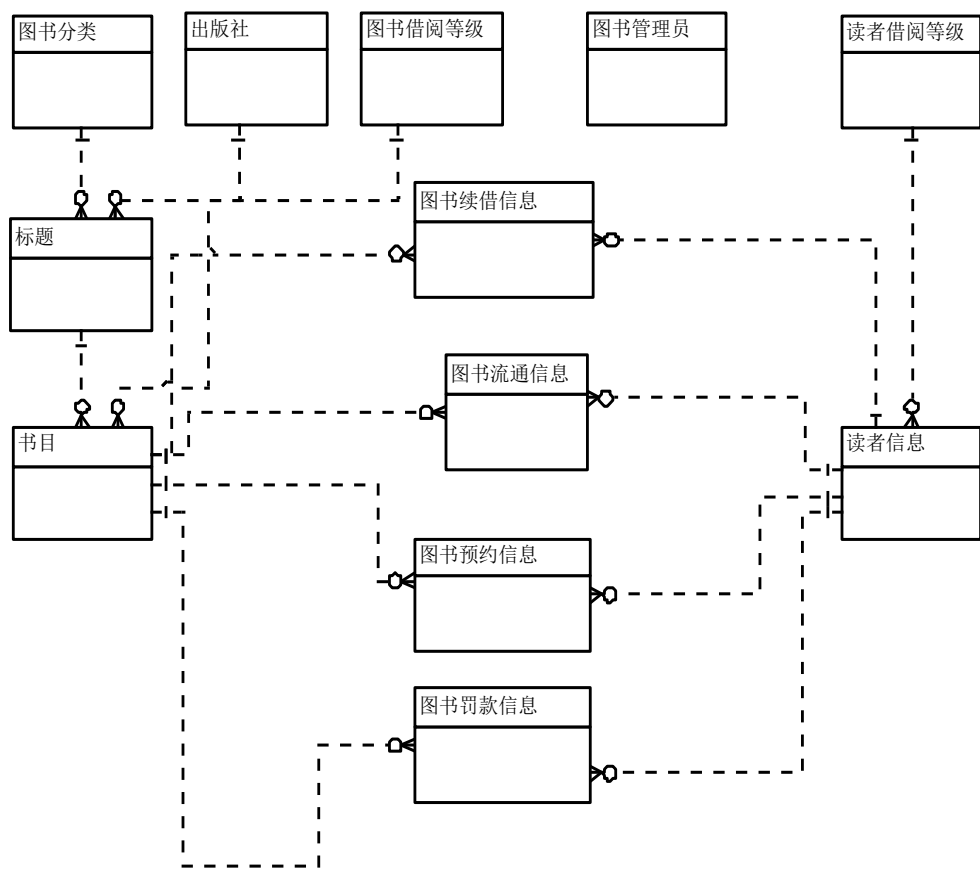 图书分类
出版社
图书借阅等级
图书管理员
读者借阅等级
图书续借信息
标题
图书流通信息
书目
读者信息
图书预约信息
图书罚款信息